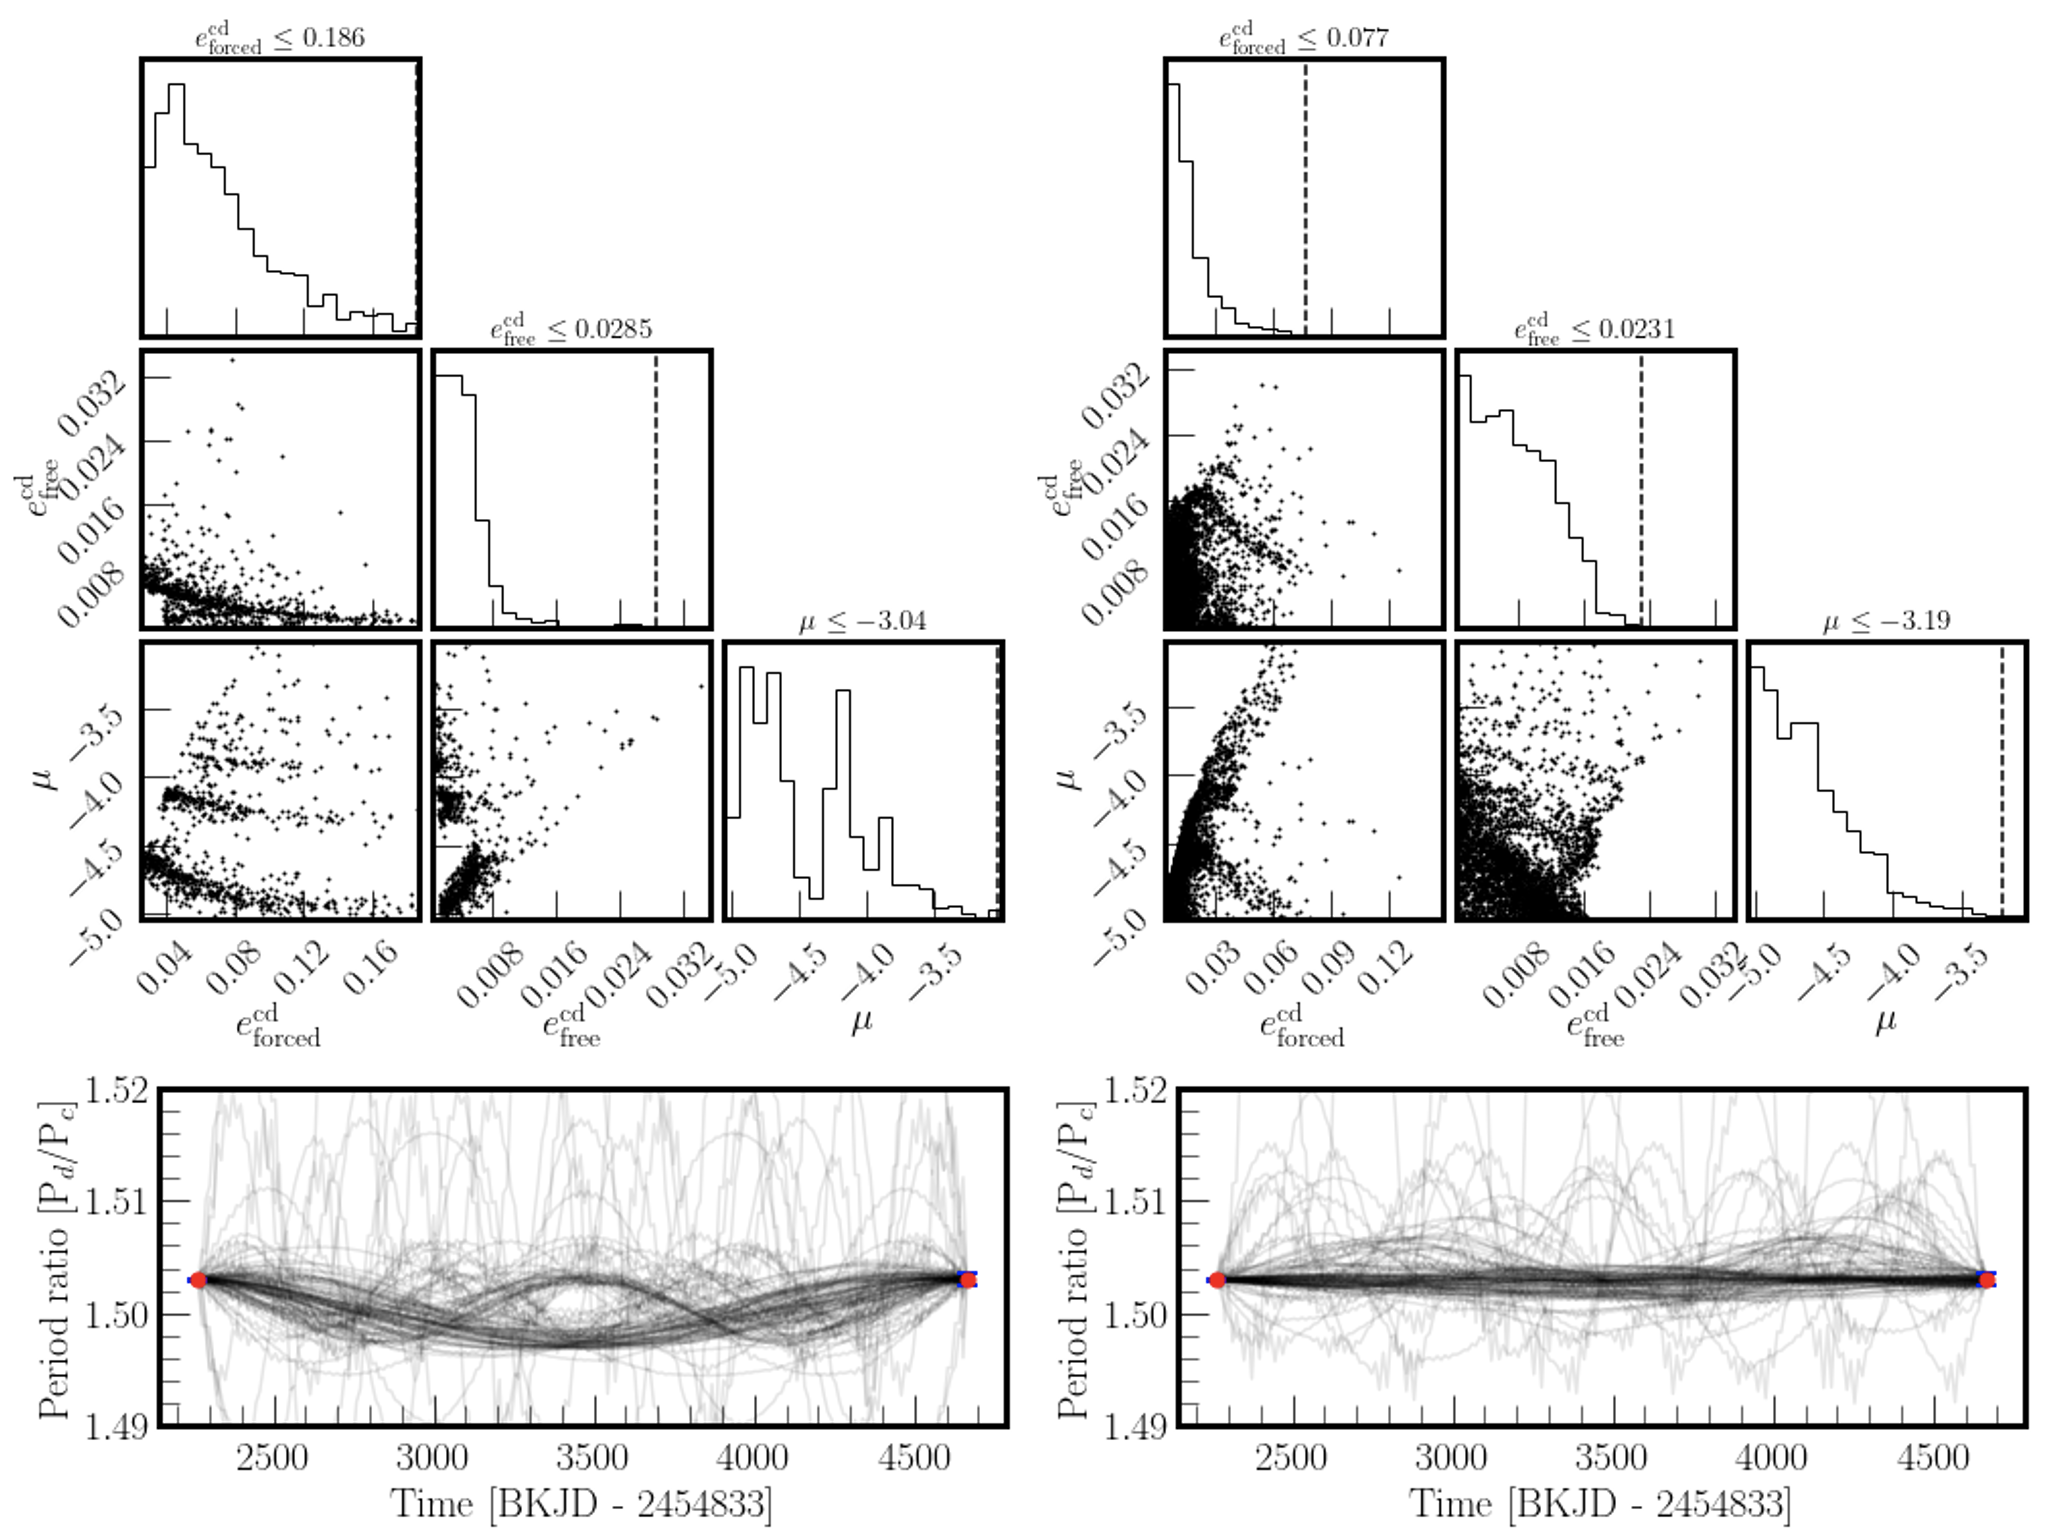 e^cd_forced ≤ 0.186
e^cd_free ≤ 0.0285
μ ≤ −3.04
e^cd_free
0.032
0.024
0.016
0.008
μ
−3.5
−4.0
−4.5
−5.0
0.04 0.08 0.12 0.16
0.008 0.016 0.024 0.032
−5.0 −4.5 −4.0 −3.5
e^cd_forced
e^cd_free
μ
e^cd_forced ≤ 0.077
e^cd_free ≤ 0.0231
μ ≤ −3.19
e^cd_free
0.032
0.024
0.016
0.008
μ
−3.5
−4.0
−4.5
−5.0
0.03 0.06 0.09 0.12
0.008 0.016 0.024 0.032
−5.0 −4.5 −4.0 −3.5
e^cd_forced
e^cd_free
μ
Period ratio [P_d/P_c]
1.52
1.51
1.50
1.49
2500 3000 3500 4000 4500
Time [BKJD - 2454833]
Period ratio [P_d/P_c]
1.52
1.51
1.50
1.49
2500 3000 3500 4000 4500
Time [BKJD - 2454833]